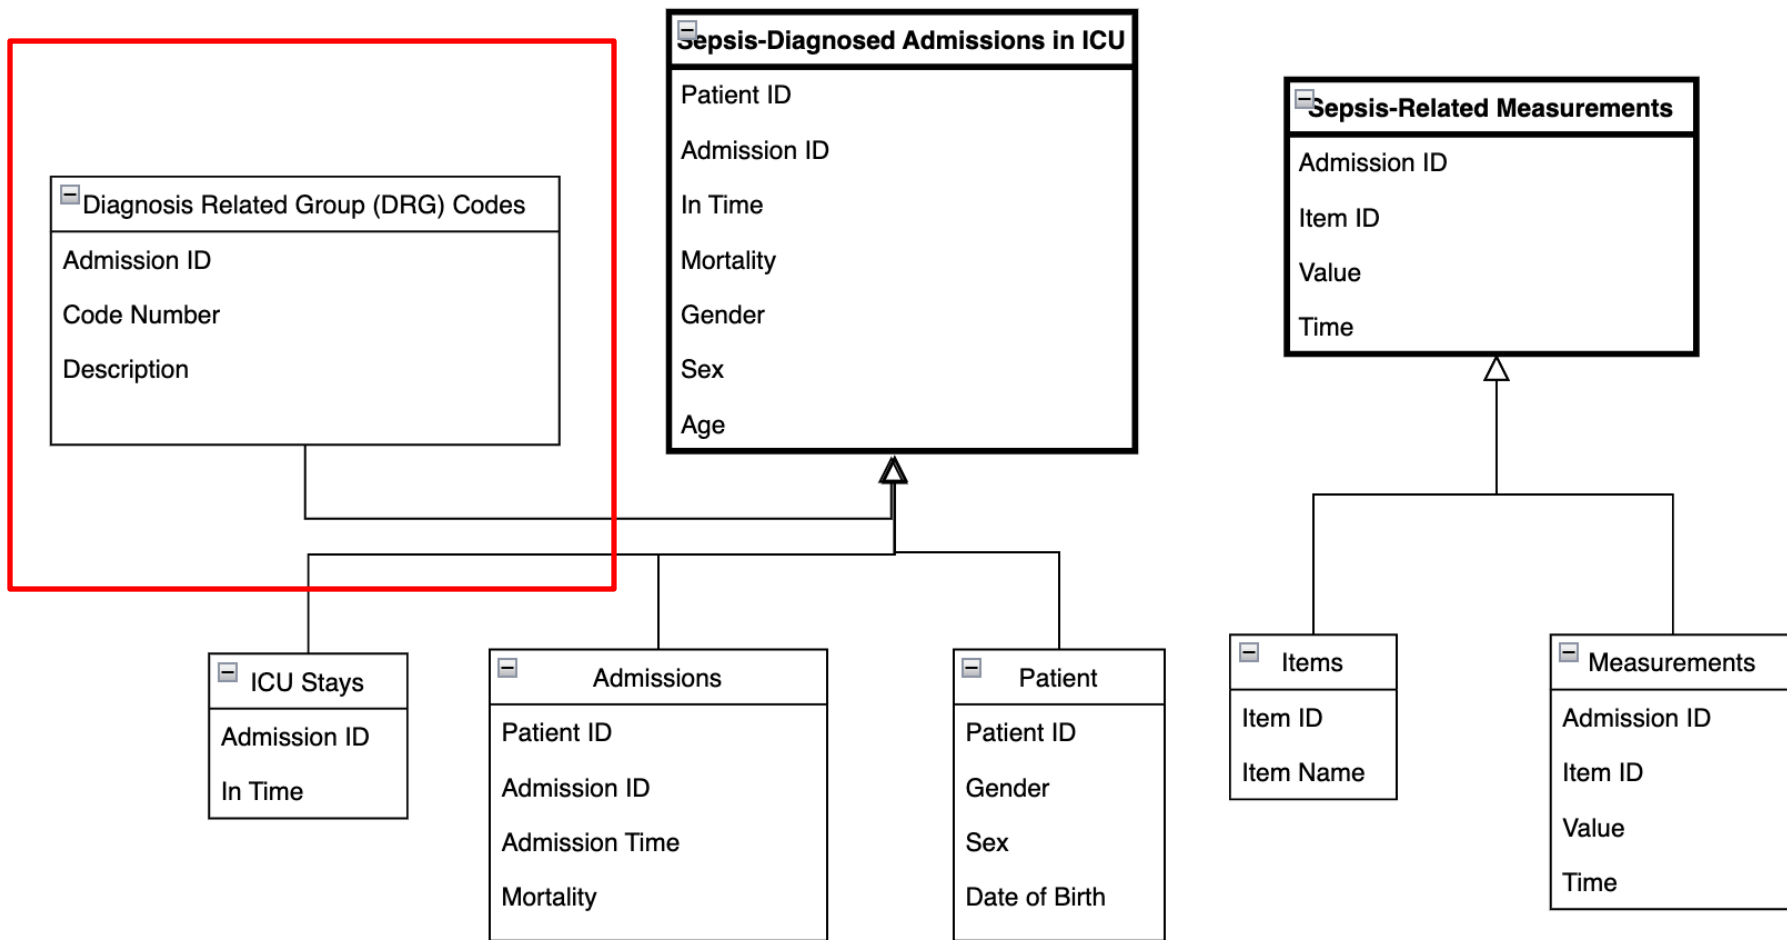 Sepsis-Diagnosed Admissions in ICU
Patient ID
Admission ID
In Time
Mortality
Gender
Sex
Age
Sepsis-Related Measurements
Admission ID
Item ID
Value
Time
Diagnosis Related Group (DRG) Codes
Admission ID
Code Number
Description
ICU Stays
Admission ID
In Time
Admissions
Patient ID
Admission ID
Admission Time
Mortality
Patient
Patient ID
Gender
Sex
Date of Birth
Items
Item ID
Item Name
Measurements
Admission ID
Item ID
Value
Time